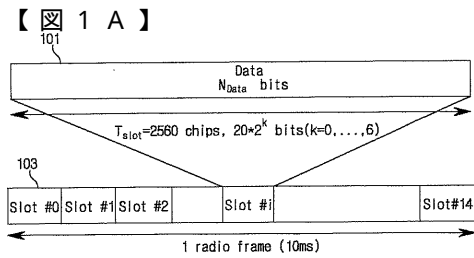 【図1A】
101
Data
N_Data bits
T_slot=2560 chips, 20*2^k bits(k=0,...,6)
103
Slot #0 Slot #1 Slot #2 Slot #i Slot#14
1 radio frame (10ms)